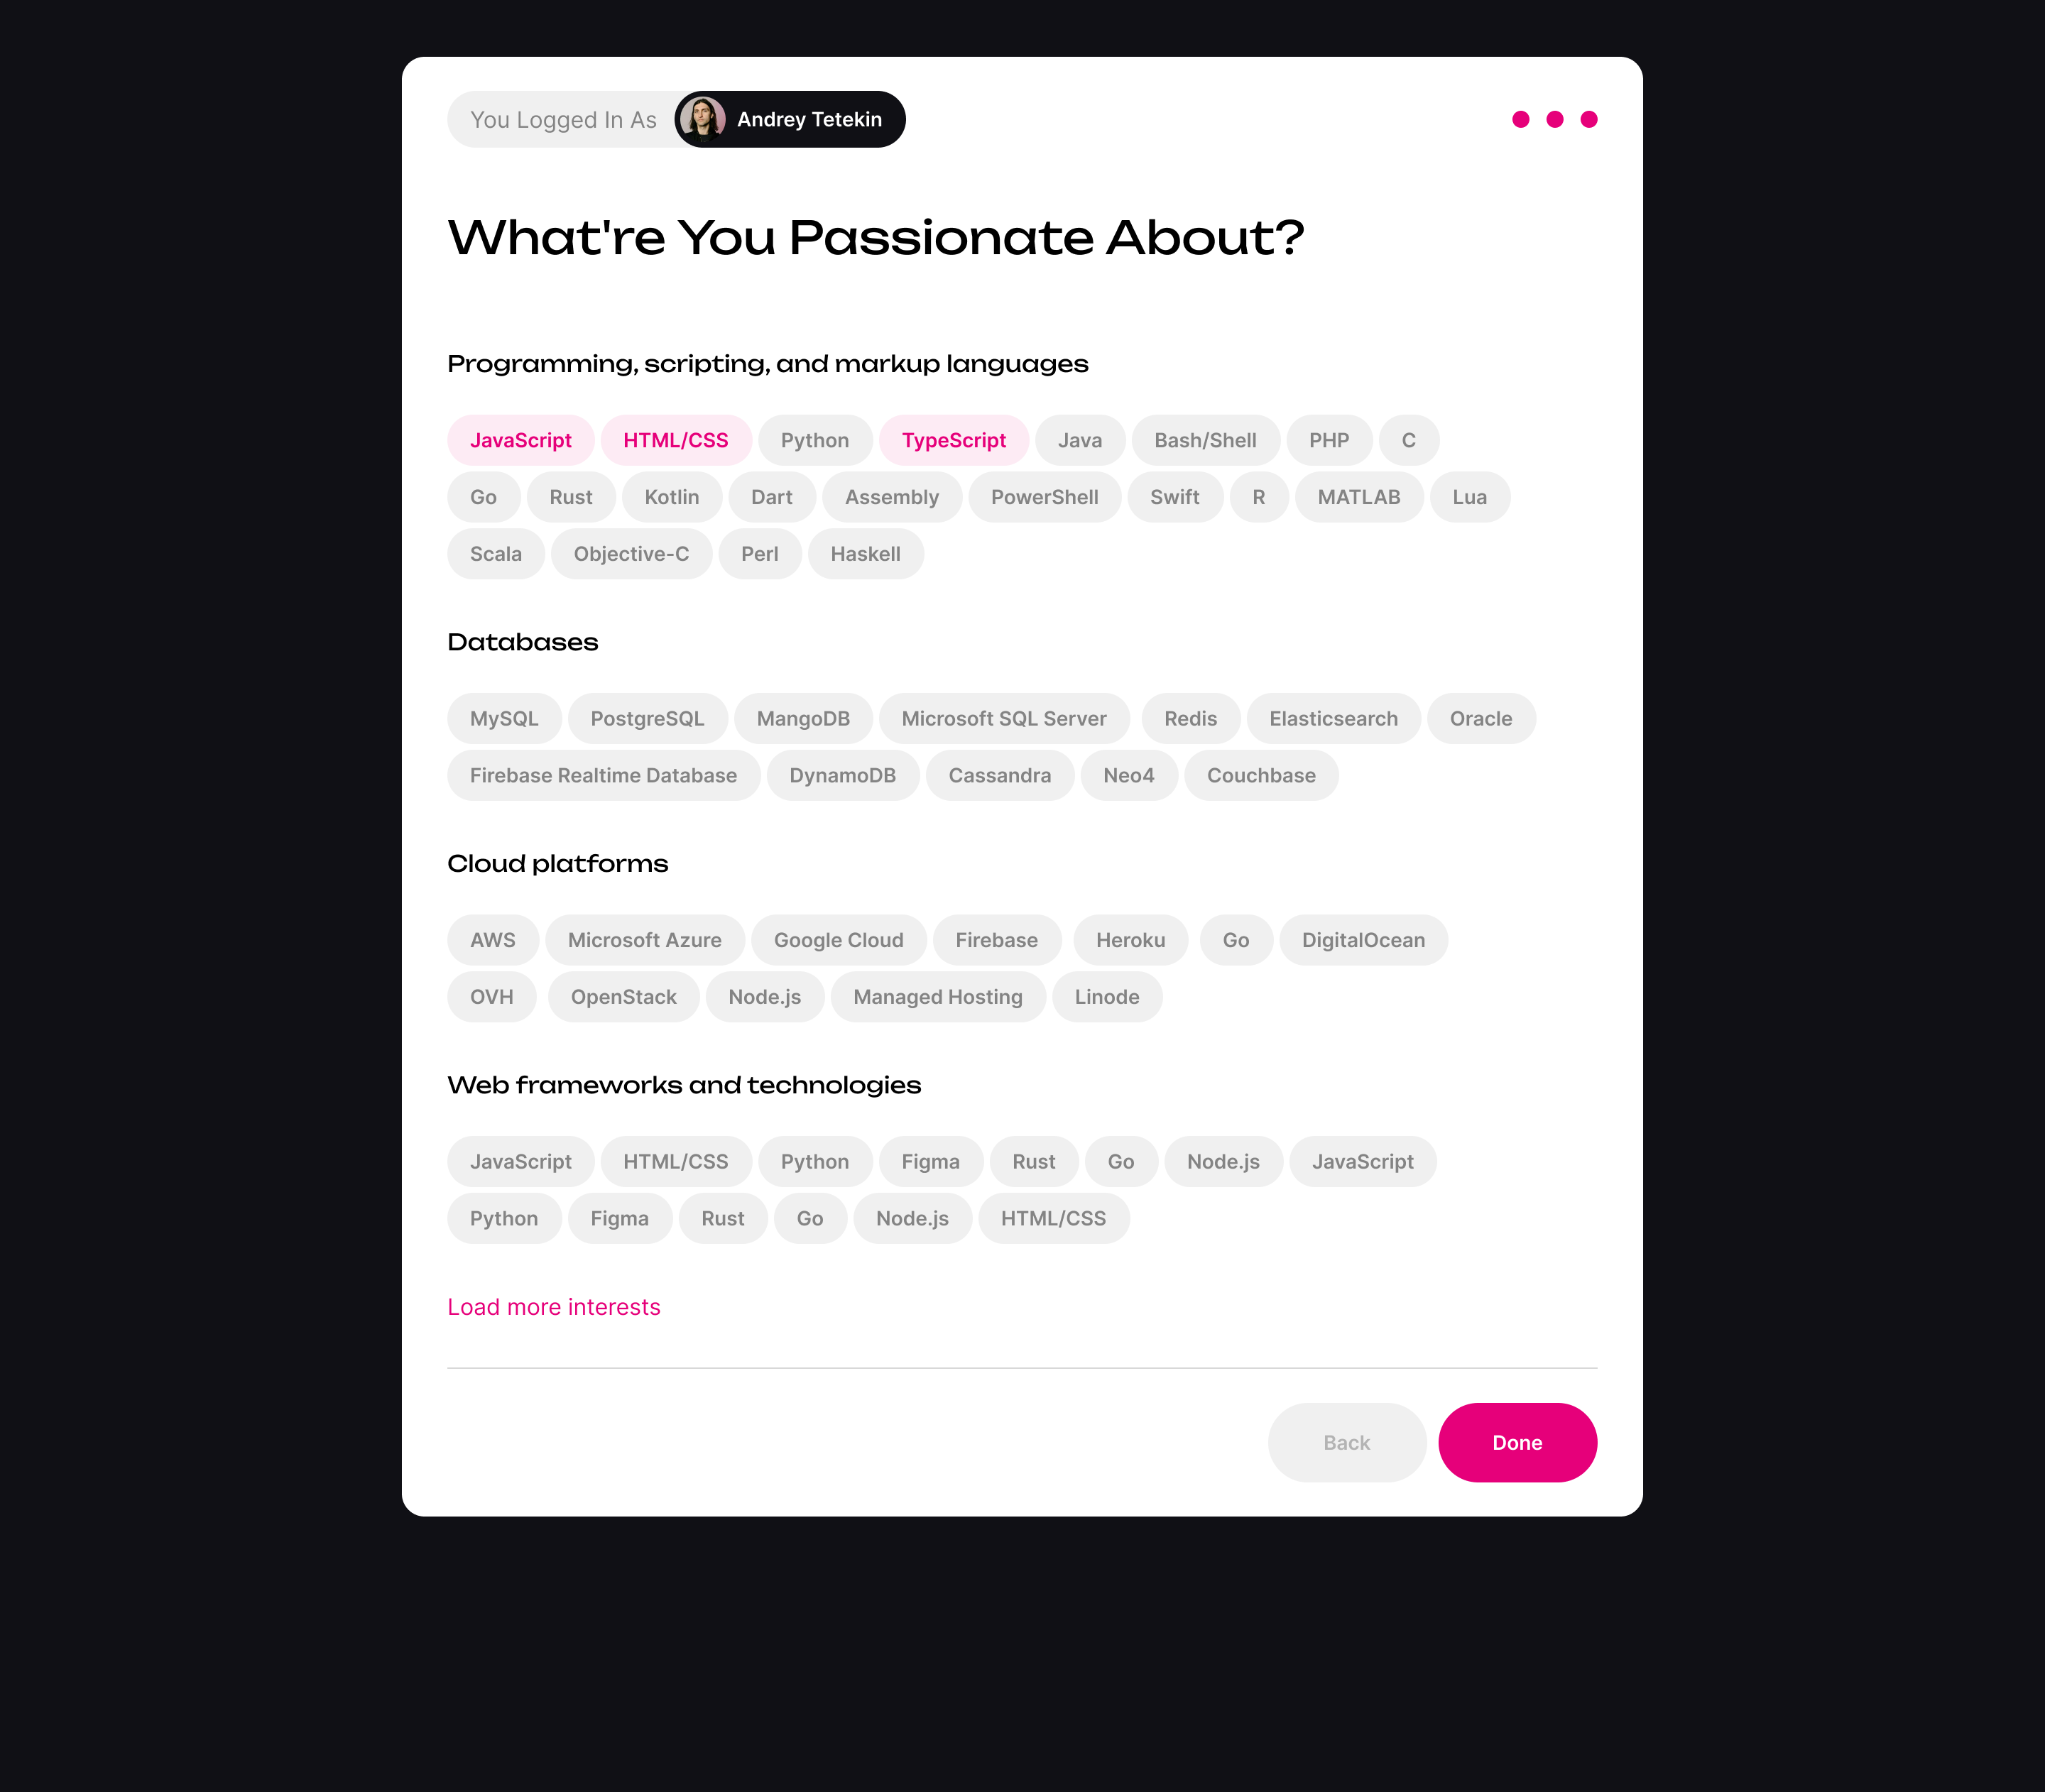 You Logged In As Andrey Tetekin
What're You Passionate About?
Programming, scripting, and markup languages
JavaScript HTML/CSS Python TypeScript Java Bash/Shell PHP C
Go Rust Kotlin Dart Assembly PowerShell Swift R MATLAB Lua
Scala Objective-C Perl Haskell
Databases
MySQL PostgreSQL MangoDB Microsoft SQL Server Redis Elasticsearch Oracle
Firebase Realtime Database DynamoDB Cassandra Neo4 Couchbase
Cloud platforms
AWS Microsoft Azure Google Cloud Firebase Heroku Go DigitalOcean
OVH OpenStack Node.js Managed Hosting Linode
Web frameworks and technologies
JavaScript HTML/CSS Python Figma Rust Go Node.js JavaScript
Python Figma Rust Go Node.js HTML/CSS
Load more interests
Back Done